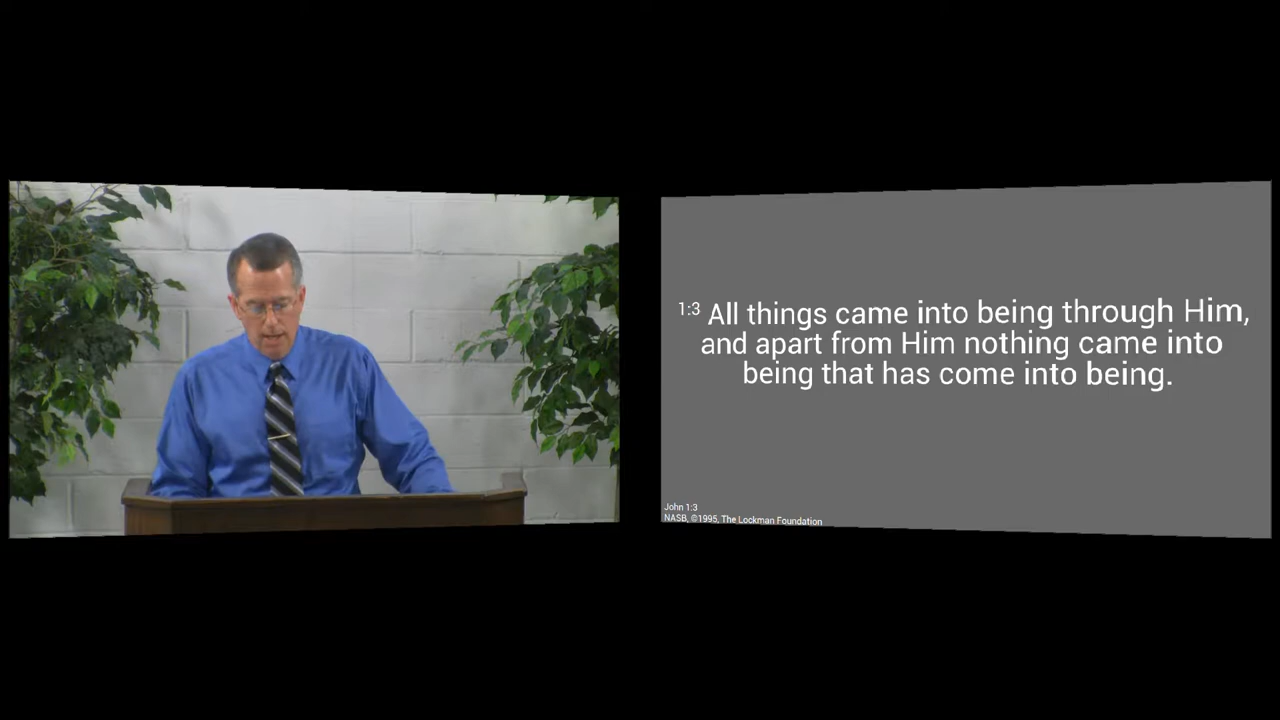 1:3 All things came into being through Him,
and apart from Him nothing came into
being that has come into being.
John 1:3
NASB, ©1995, The Lockman Foundation